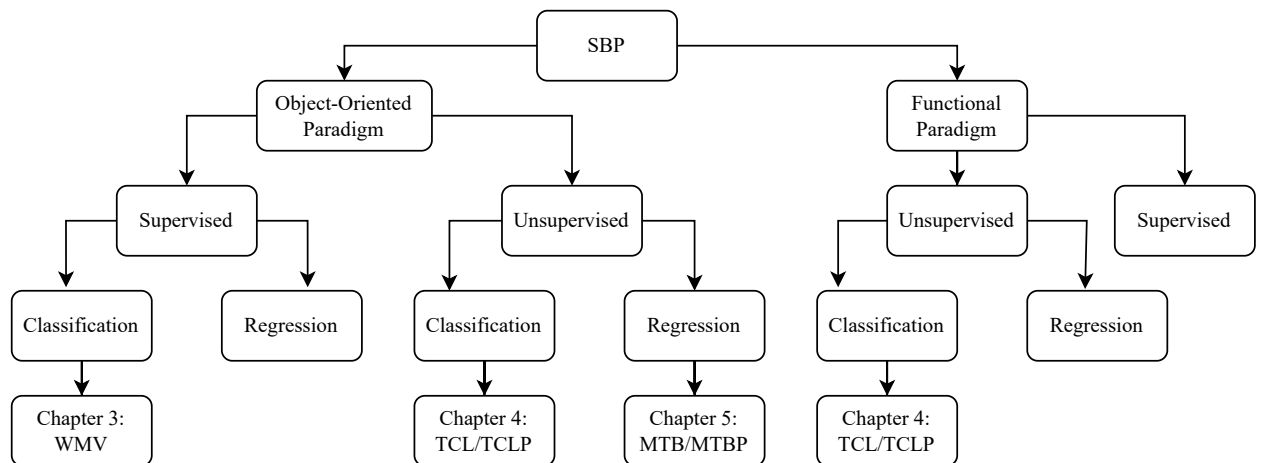 SBP
Object-Oriented
Paradigm
Functional
Paradigm
Supervised
Unsupervised
Unsupervised
Supervised
Classification
Regression
Classification
Regression
Classification
Regression
Chapter 3:
WMV
Chapter 4:
TCL/TCLP
Chapter 5:
MTB/MTBP
Chapter 4:
TCL/TCLP